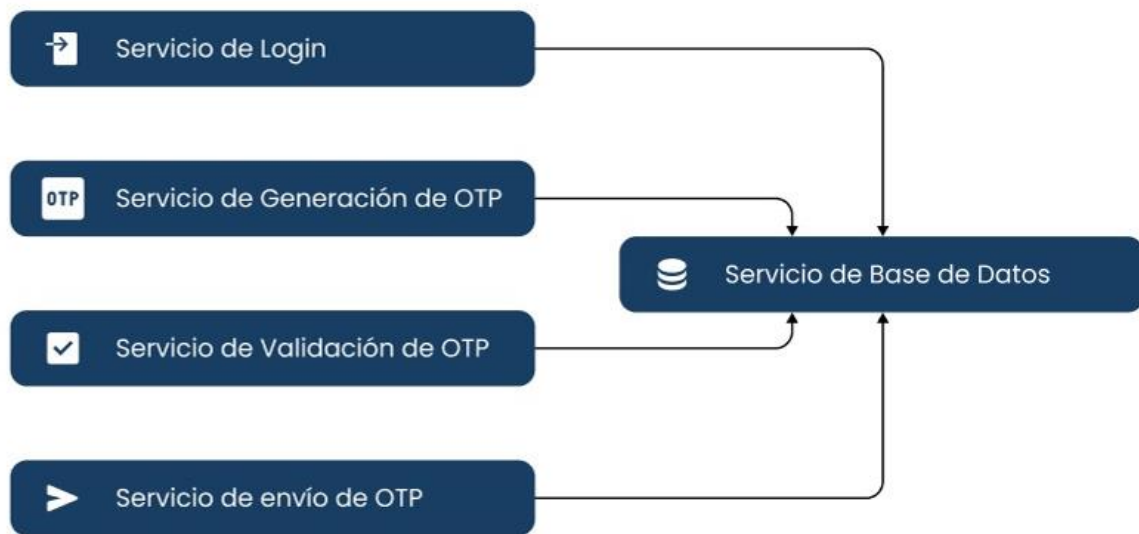 Servicio de Login
OTP Servicio de Generación de OTP
Servicio de Base de Datos
Servicio de Validación de OTP
Servicio de envío de OTP